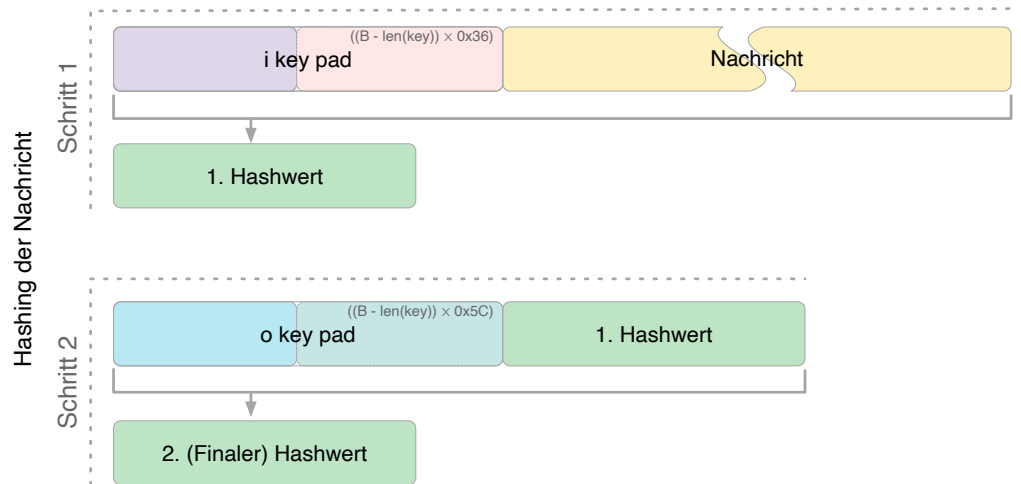 Hashing der Nachricht
Schritt 1
((B - len(key)) × 0x36)
i key pad
Nachricht
1. Hashwert
Schritt 2
((B - len(key)) × 0x5C)
o key pad
1. Hashwert
2. (Finaler) Hashwert